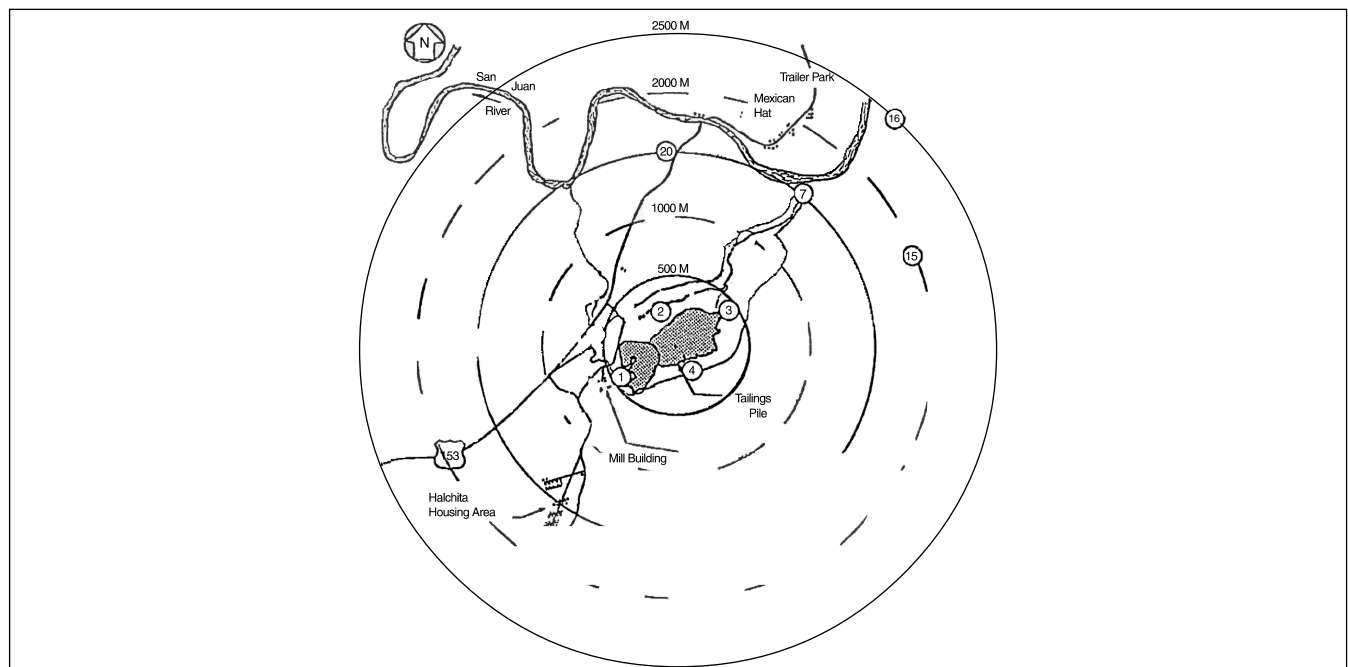 2500 M
N
San
Juan
River
Trailer Park
2000 M
Mexican
Hat
16
20
7
1000 M
15
500 M
2
3
1
4
Tailings
Pile
Mill Building
153
Halchita
Housing Area